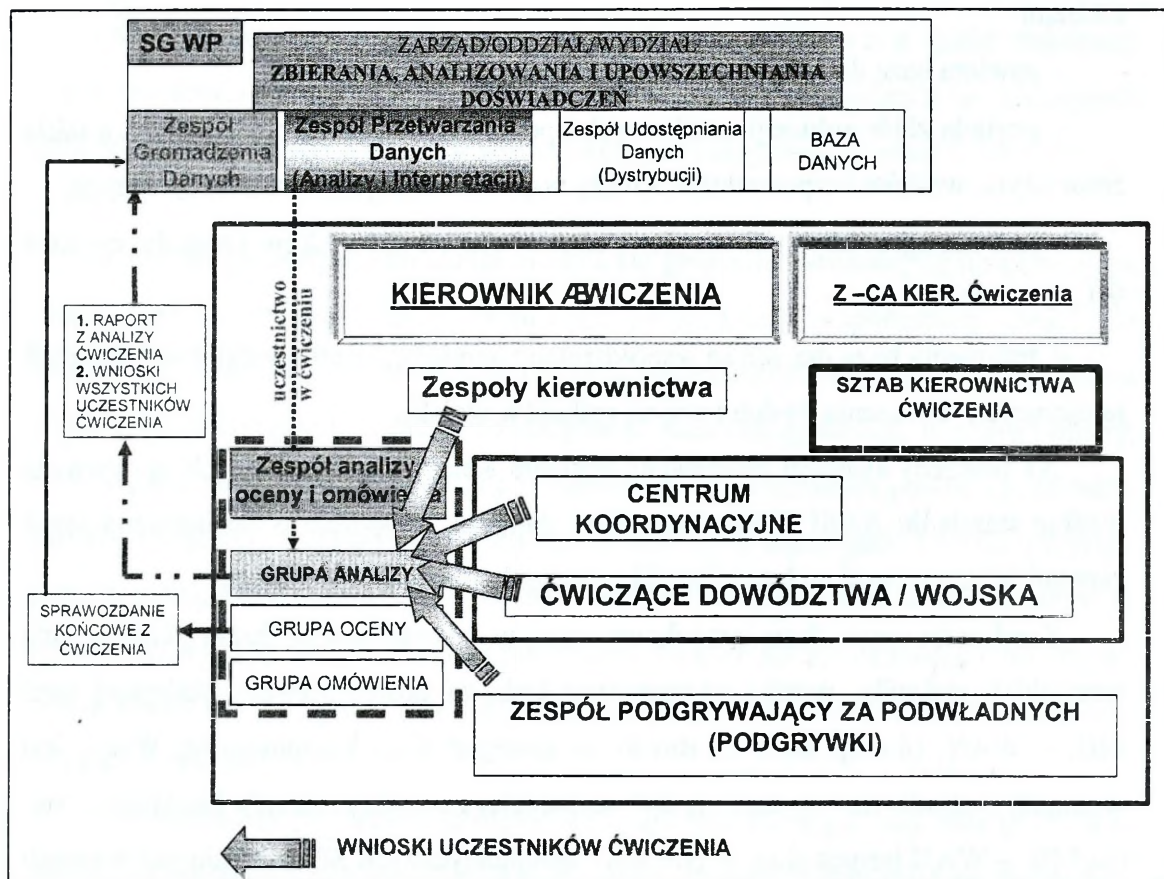 SG WP
ZARZĄD/ODDZIAŁ/WYDZIAŁ
ZBIERANIA, ANALIZOWANIA I UPOWSZECHNIANIA
DOŚWIADCZEŃ
Zespół
Gromadzenia
Danych
Zespół Przetwarzania
Danych
(Analizy i Interpretacji)
Zespół Udostępniania
Danych
(Dystrybucji)
BAZA
DANYCH
KIEROWNIK ÆWICZENIA
Z –CA KIER. Ćwiczenia
uczestnictwo
w ćwiczeniu
1. RAPORT
Z ANALIZY
ĆWICZENIA
2. WNIOSKI
WSZYSTKICH
UCZESTNIKÓW
ĆWICZENIA
Zespoły kierownictwa
SZTAB KIEROWNICTWA
ĆWICZENIA
Zespół analizy
oceny i omówienia
CENTRUM
KOORDYNACYJNE
GRUPA ANALIZY
ĆWICZĄCE DOWÓDZTWA / WOJSKA
SPRAWOZDANIE
KOŃCOWE Z
ĆWICZENIA
GRUPA OCENY
GRUPA OMÓWIENIA
ZESPÓŁ PODGRYWAJĄCY ZA PODWŁADNYCH
(PODGRYWKI)
WNIOSKI UCZESTNIKÓW ĆWICZENIA